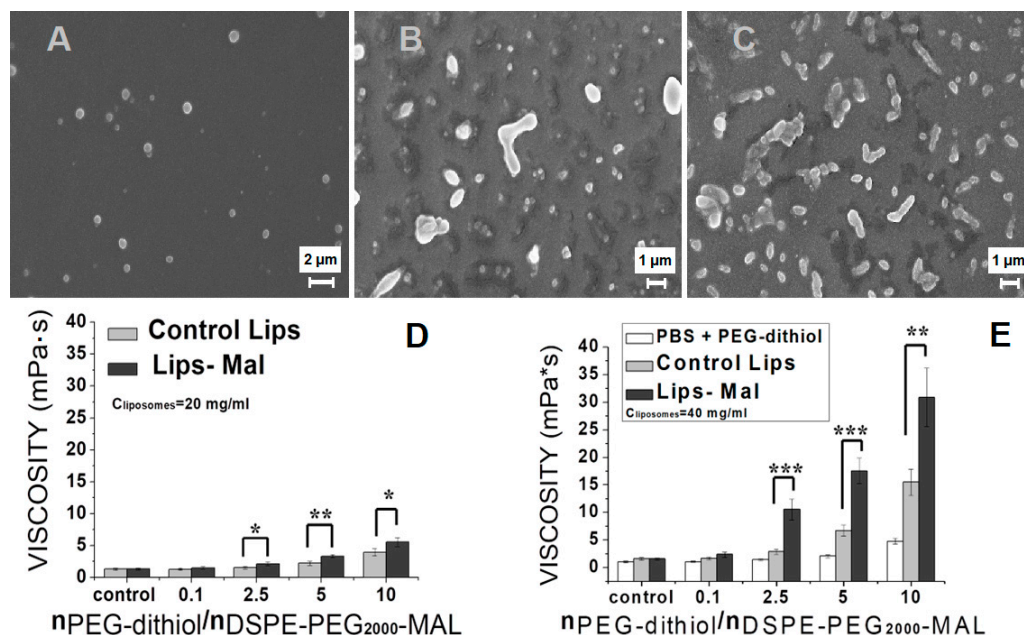 A
B
C
2 µm
1 µm
1 µm
D
Control Lips
Lips- Mal
Cliposomes=20 mg/ml
VISCOSITY (mPa·s)
40
35
30
25
20
15
10
5
0
*
**
*
control
0.1
2.5
5
10
nPEG-dithiol/nDSPE-PEG2000-MAL
E
PBS + PEG-dithiol
Control Lips
Lips- Mal
Cliposomes=40 mg/ml
VISCOSITY (mPa*s)
40
35
30
25
20
15
10
5
0
***
***
**
control
0.1
2.5
5
10
nPEG-dithiol/nDSPE-PEG2000-MAL